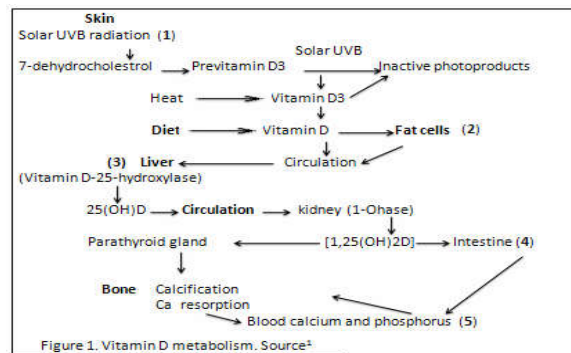 Skin
Solar UVB radiation (1)
Solar UVB
7-dehydrocholestrol Previtamin D3 Inactive photoproducts
Heat Vitamin D3
Diet Vitamin D Fat cells (2)
(3) Liver Circulation
(Vitamin D-25-hydroxylase)
25(OH)D Circulation kidney (1-Ohase)
Parathyroid gland [1,25(OH)2D] Intestine (4)
Bone Calcification
Ca resorption
Blood calcium and phosphorus (5)
Figure 1. Vitamin D metabolism. Source¹